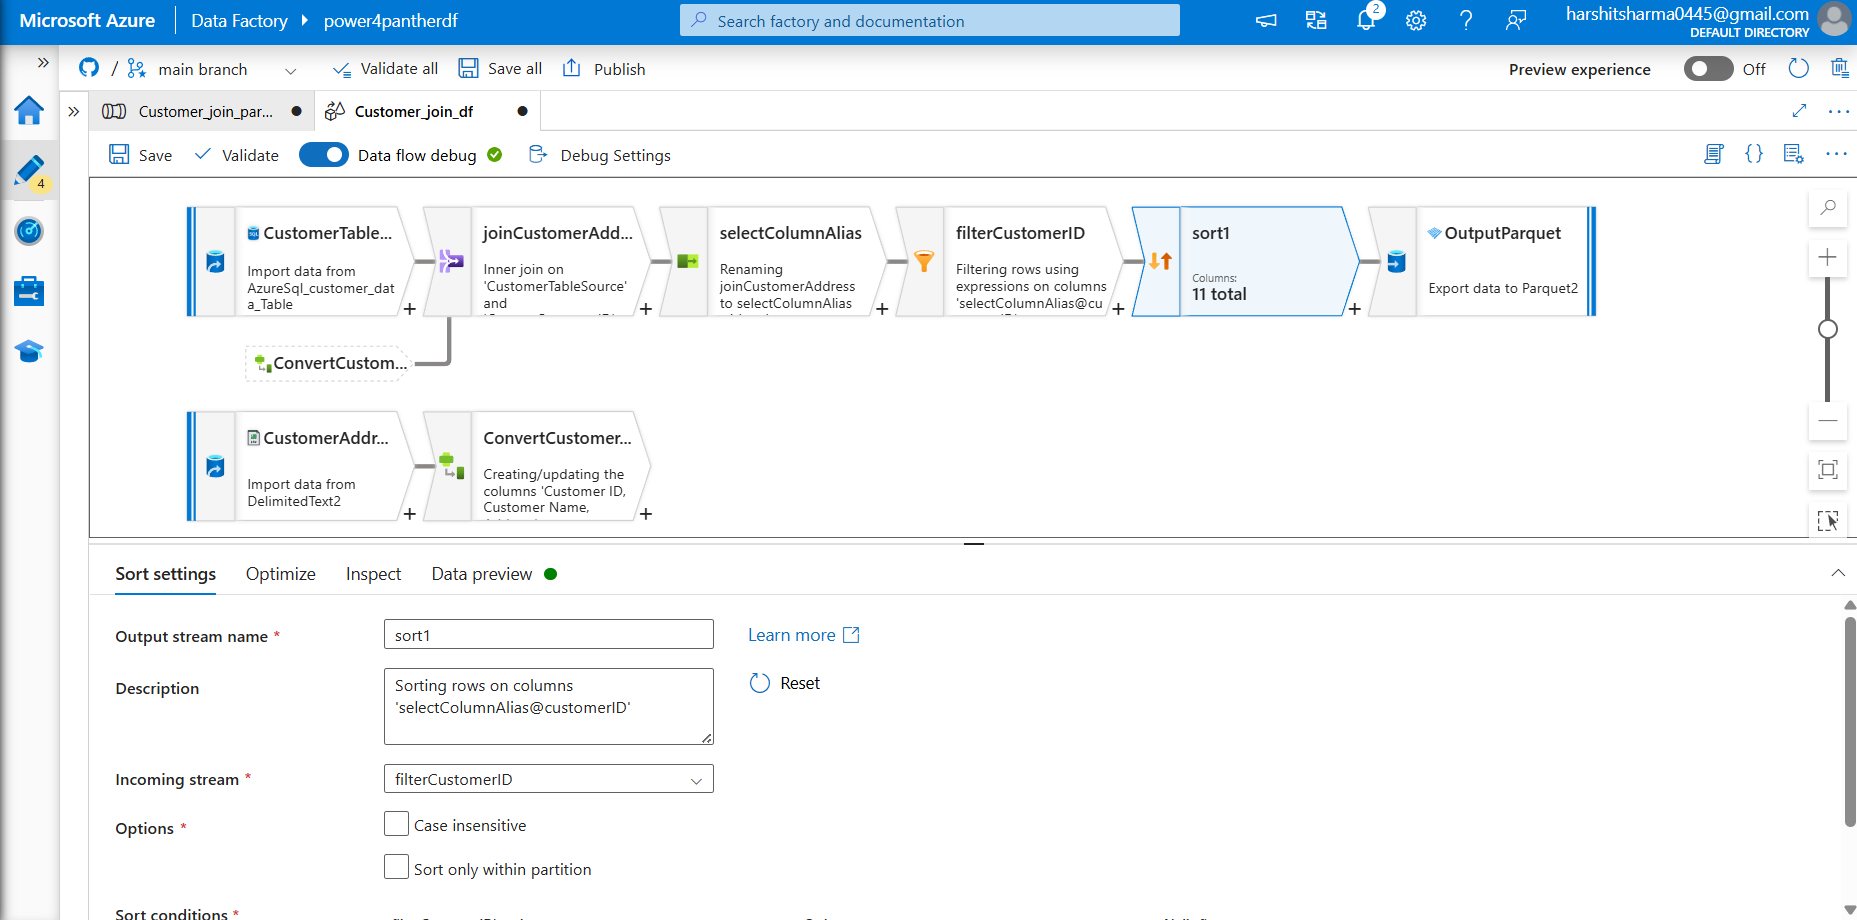 Microsoft Azure
Data Factory
power4pantherdf
Search factory and documentation
2
harshitsharma0445@gmail.com
DEFAULT DIRECTORY
/
main branch
Validate all
Save all
Publish
Preview experience
Off
Customer_join_par...
Customer_join_df
4
Save
Validate
Data flow debug
Debug Settings
{}
CustomerTable...
Import data from
AzureSql_customer_dat
a_Table
+
joinCustomerAdd...
Inner join on
'CustomerTableSource'
and
+
selectColumnAlias
Renaming
joinCustomerAddress
to selectColumnAlias
+
filterCustomerID
Filtering rows using
expressions on columns
'selectColumnAlias@cu
+
sort1
Columns:
11 total
+
OutputParquet
Export data to Parquet2
ConvertCustom...
CustomerAddr...
Import data from
DelimitedText2
+
ConvertCustomer...
Creating/updating the
columns 'Customer ID,
Customer Name,
+
Sort settings
Optimize
Inspect
Data preview
Output stream name *
sort1
Learn more
Description
Sorting rows on columns
'selectColumnAlias@customerID'
Reset
Incoming stream *
filterCustomerID
Options *
Case insensitive
Sort only within partition
Sort conditions *